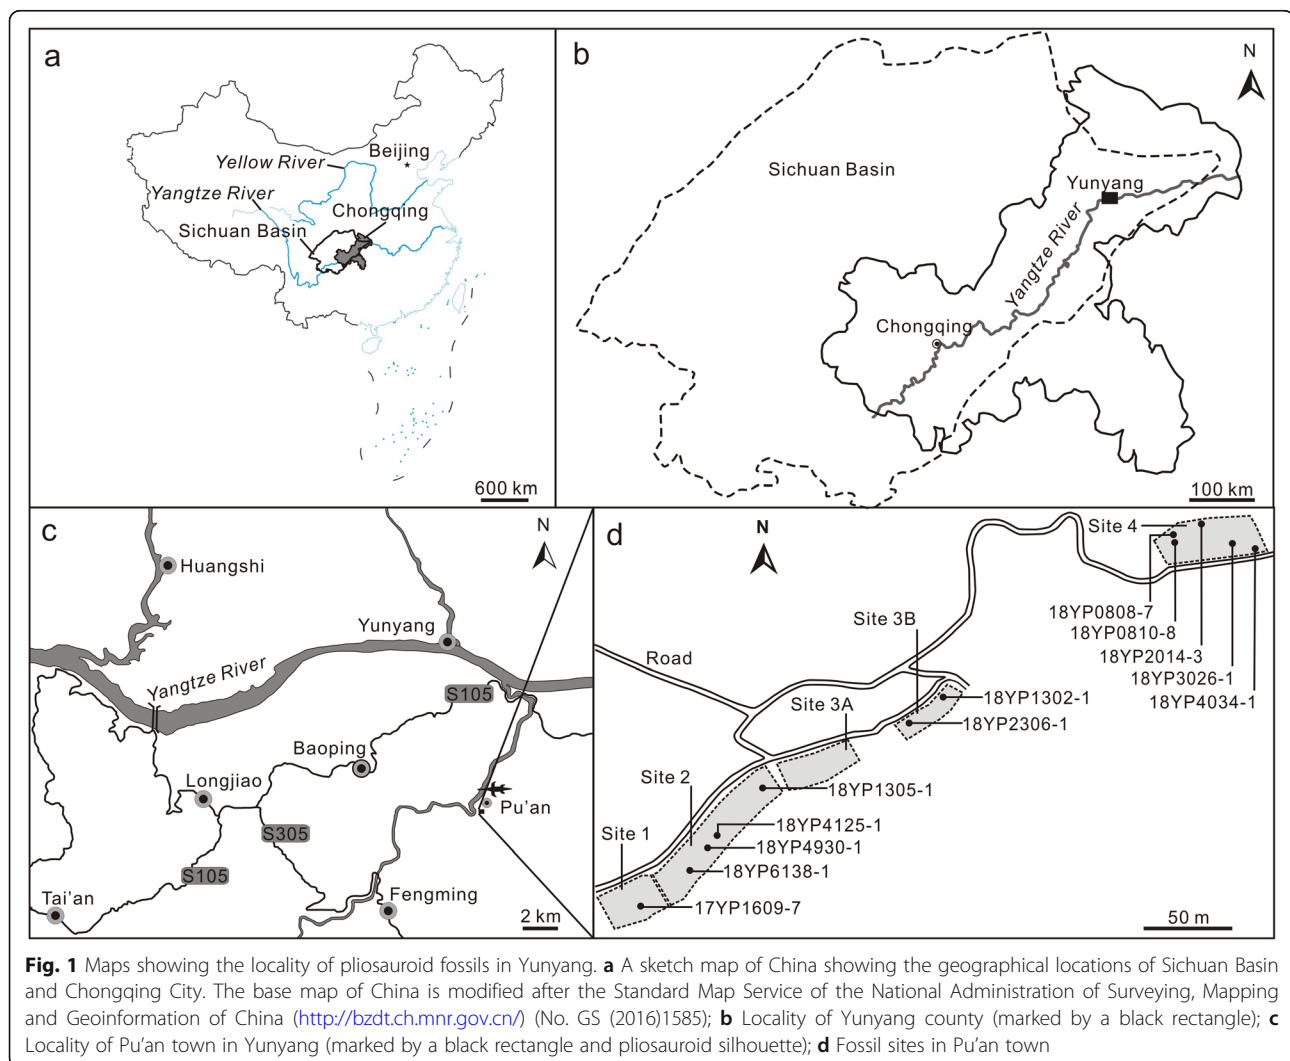 a
Yellow River
Beijing
Yangtze River
Chongqing
Sichuan Basin
600 km
b
N
Sichuan Basin
Yunyang
Yangtze River
Chongqing
100 km
c
N
Huangshi
Yunyang
Yangtze River
S105
Baoping
Longjiao
Pu'an
S305
S105
Tai'an
Fengming
2 km
d
N
Site 4
18YP0808-7
18YP0810-8
18YP2014-3
18YP3026-1
18YP4034-1
Site 3B
Road
18YP1302-1
Site 3A
18YP2306-1
Site 2
18YP1305-1
18YP4125-1
Site 1
18YP4930-1
18YP6138-1
17YP1609-7
50 m
Fig. 1 Maps showing the locality of pliosauroid fossils in Yunyang. a A sketch map of China showing the geographical locations of Sichuan Basin
and Chongqing City. The base map of China is modified after the Standard Map Service of the National Administration of Surveying, Mapping
and Geoinformation of China (http://bzdt.ch.mnr.gov.cn/) (No. GS (2016)1585); b Locality of Yunyang county (marked by a black rectangle); c
Locality of Pu'an town in Yunyang (marked by a black rectangle and pliosauroid silhouette); d Fossil sites in Pu'an town